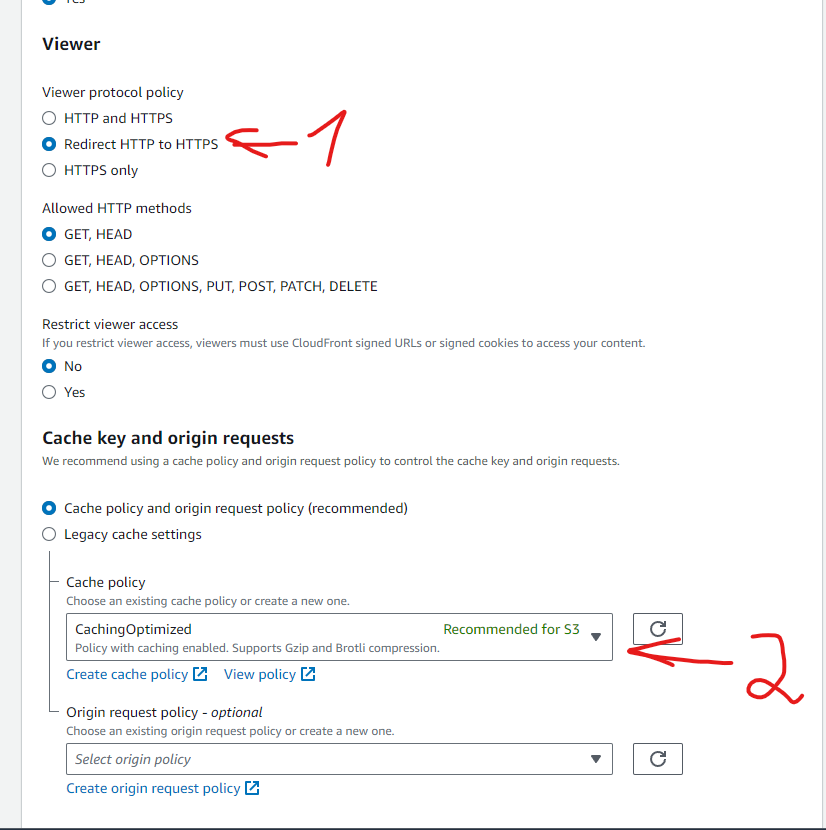 Yes
Viewer
Viewer protocol policy
HTTP and HTTPS
Redirect HTTP to HTTPS
1
HTTPS only
Allowed HTTP methods
GET, HEAD
GET, HEAD, OPTIONS
GET, HEAD, OPTIONS, PUT, POST, PATCH, DELETE
Restrict viewer access
If you restrict viewer access, viewers must use CloudFront signed URLs or signed cookies to access your content.
No
Yes
Cache key and origin requests
We recommend using a cache policy and origin request policy to control the cache key and origin requests.
Cache policy and origin request policy (recommended)
Legacy cache settings
Cache policy
Choose an existing cache policy or create a new one.
CachingOptimized Recommended for S3
Policy with caching enabled. Supports Gzip and Brotli compression.
2
Create cache policy View policy
Origin request policy - optional
Choose an existing origin request policy or create a new one.
Select origin policy
Create origin request policy